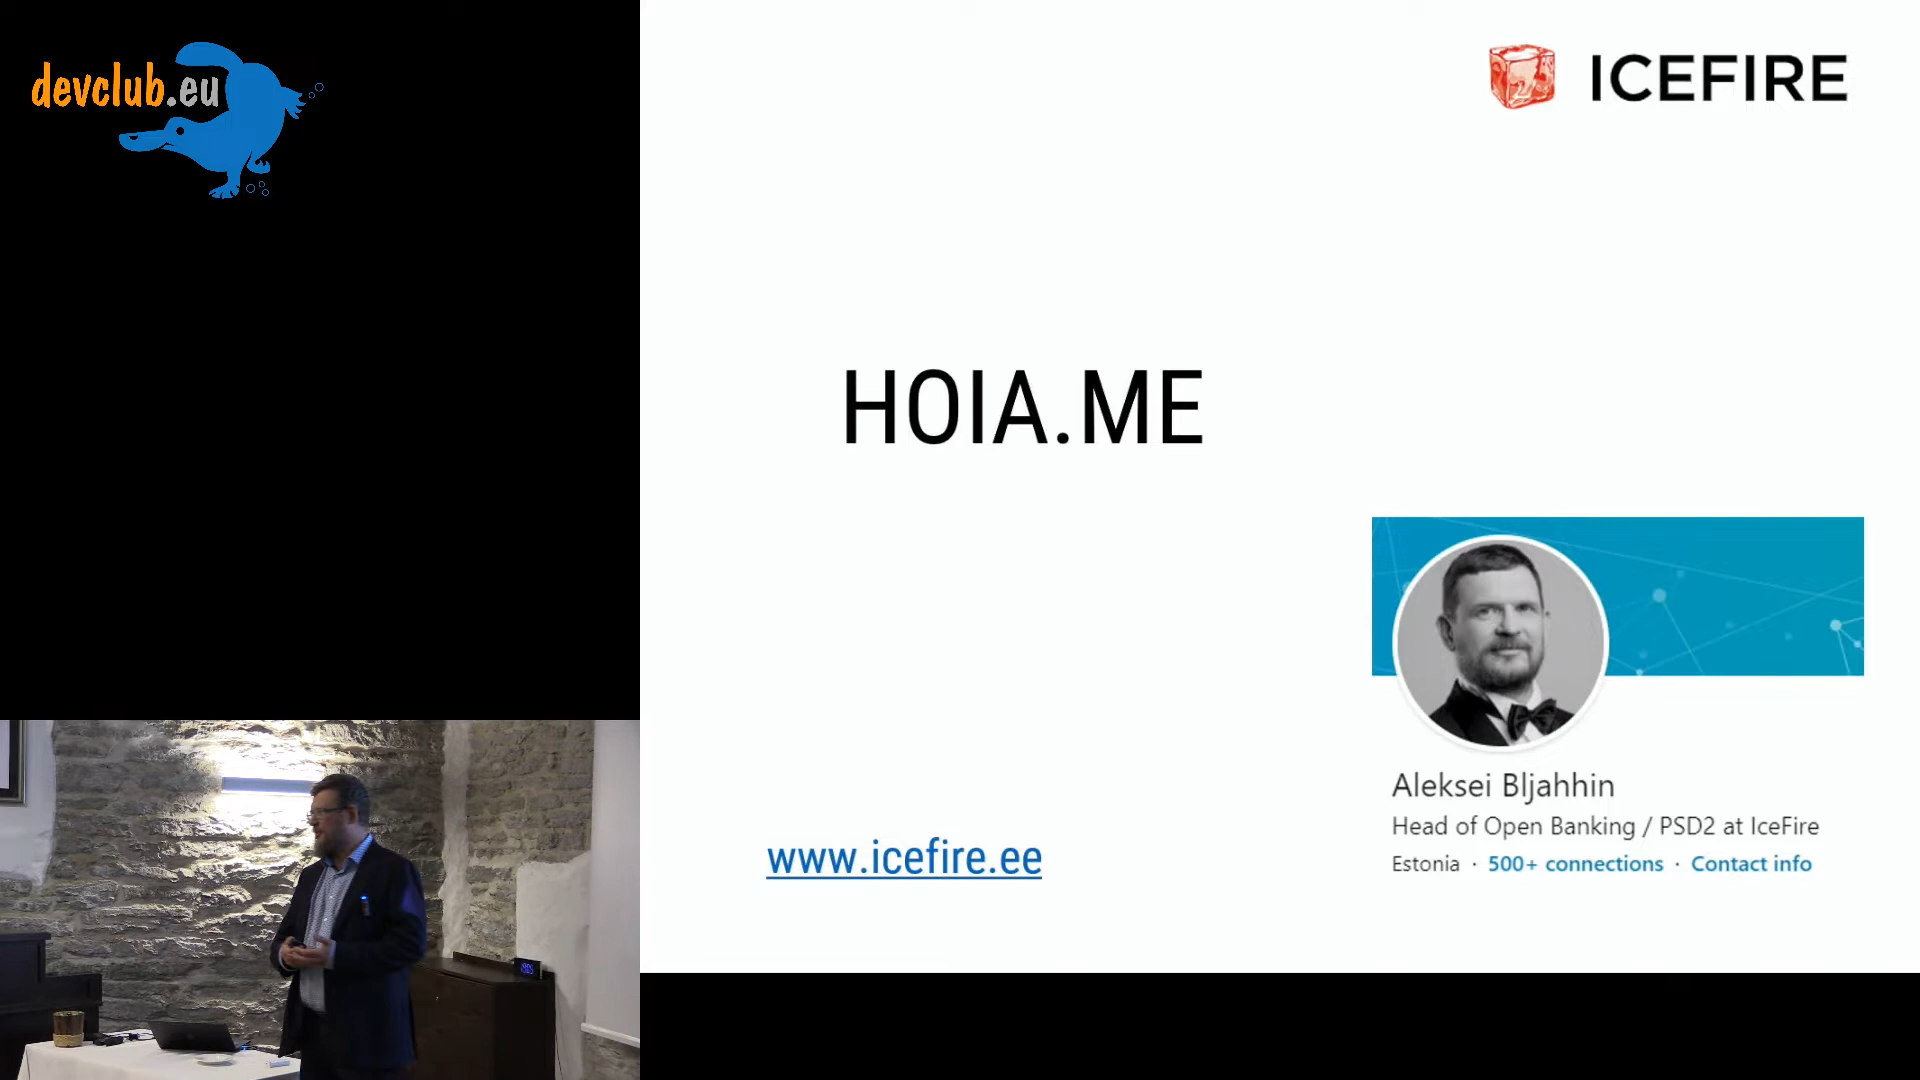 devclub.eu
ICEFIRE
HOIA.ME
Aleksei Bljahhin
Head of Open Banking / PSD2 at IceFire
Estonia · 500+ connections · Contact info
www.icefire.ee